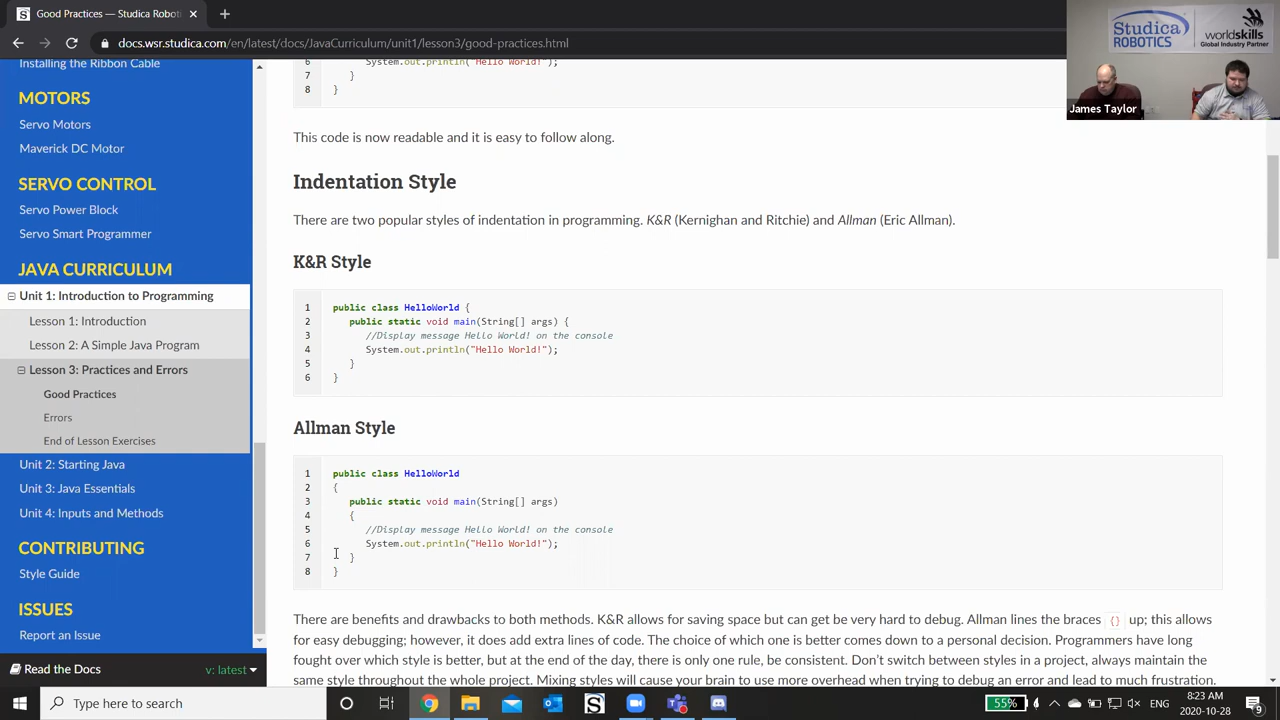 Good Practices — Studica Robotics
docs.wsr.studica.com/en/latest/docs/JavaCurriculum/unit1/lesson3/good-practices.html
Studica
ROBOTICS
worldskills
Global Industry Partner
James Taylor
Installing the Ribbon Cable
MOTORS
Servo Motors
Maverick DC Motor
SERVO CONTROL
Servo Power Block
Servo Smart Programmer
JAVA CURRICULUM
Unit 1: Introduction to Programming
Lesson 1: Introduction
Lesson 2: A Simple Java Program
Lesson 3: Practices and Errors
Good Practices
Errors
End of Lesson Exercises
Unit 2: Starting Java
Unit 3: Java Essentials
Unit 4: Inputs and Methods
CONTRIBUTING
Style Guide
ISSUES
Report an Issue
Read the Docs
v: latest
6 System.out.println("Hello World!");
7 }
8 }
This code is now readable and it is easy to follow along.
Indentation Style
There are two popular styles of indentation in programming. K&R (Kernighan and Ritchie) and Allman (Eric Allman).
K&R Style
1 public class HelloWorld {
2 public static void main(String[] args) {
3 //Display message Hello World! on the console
4 System.out.println("Hello World!");
5 }
6 }
Allman Style
1 public class HelloWorld
2 {
3 public static void main(String[] args)
4 {
5 //Display message Hello World! on the console
6 System.out.println("Hello World!");
7 }
8 }
There are benefits and drawbacks to both methods. K&R allows for saving space but can get be very hard to debug. Allman lines the braces {} up; this allows
for easy debugging; however, it does add extra lines of code. The choice of which one is better comes down to a personal decision. Programmers have long
fought over which style is better, but at the end of the day, there is only one rule, be consistent. Don't switch between styles in a project, always maintain the
same style throughout the whole project. Mixing styles will cause your brain to use more overhead when trying to debug an error and lead to much frustration.
Type here to search
55%
8:23 AM
2020-10-28
9